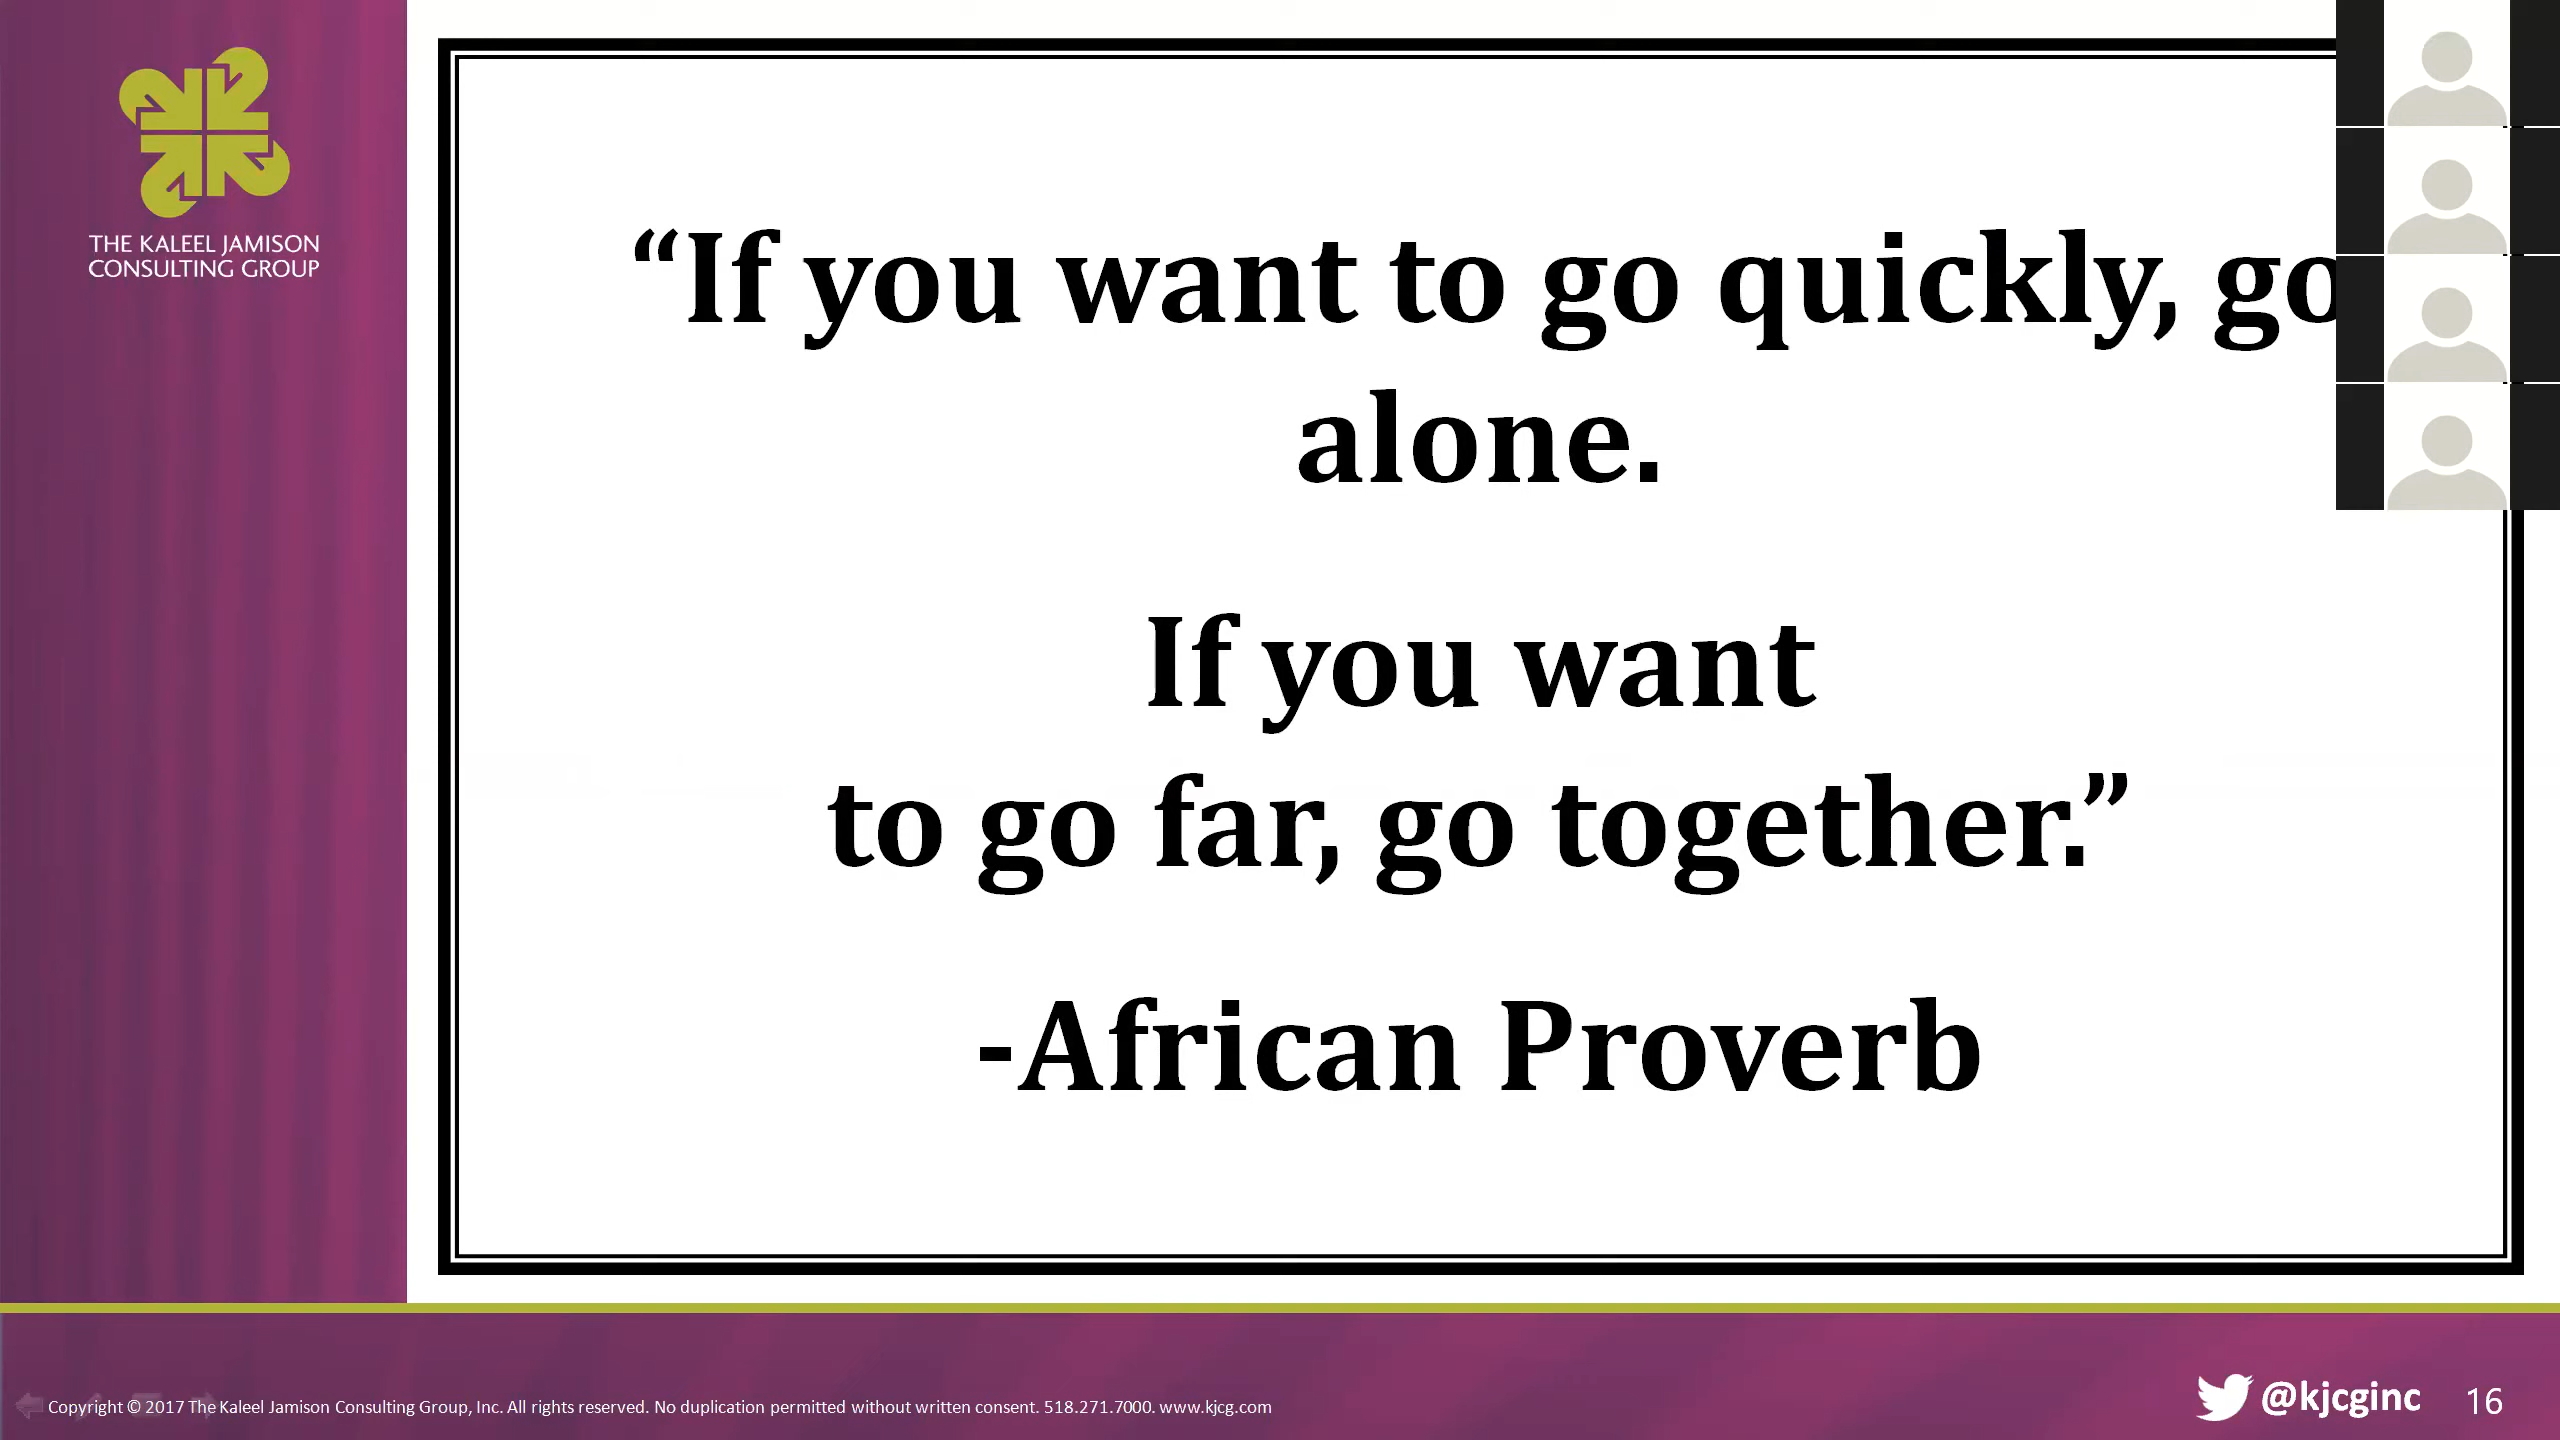 THE KALEEL JAMISON
CONSULTING GROUP
“If you want to go quickly, go
alone.
If you want
to go far, go together.”
-African Proverb
Copyright © 2017 The Kaleel Jamison Consulting Group, Inc. All rights reserved. No duplication permitted without written consent. 518.271.7000. www.kjcg.com
@kjcginc
16